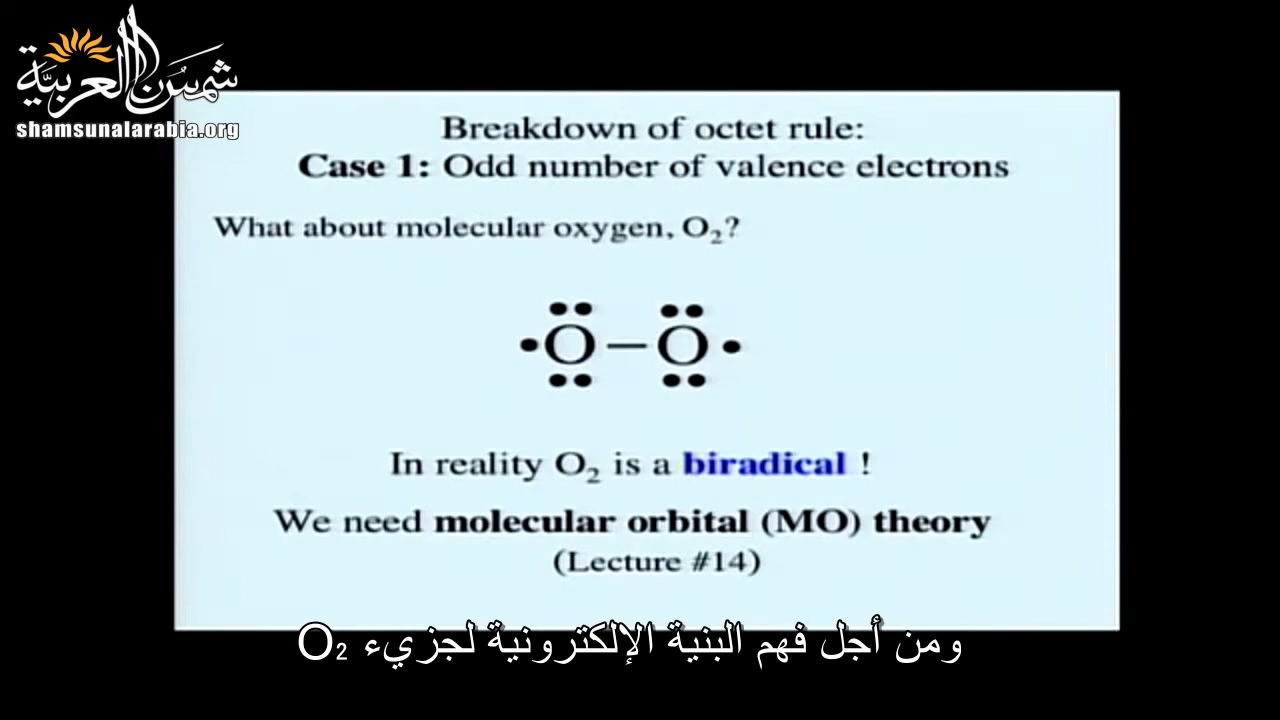 شمس العربية
shamsunalarabia.org
Breakdown of octet rule:
Case 1: Odd number of valence electrons
What about molecular oxygen, O₂?
O – O
In reality O₂ is a biradical !
We need molecular orbital (MO) theory
(Lecture #14)
ومن أجل فهم البنية الإلكترونية لجزيء O₂